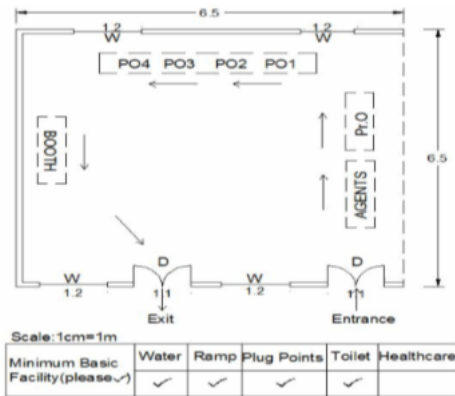 6.5
1.2 1.2
W W
PO4 PO3 PO2 PO1
BOOTH
Pr.O
6.5
AGENTS
W D W D
1.2 1.1 1.2 1.1
Exit Entrance
Scale:1cm=1m
Minimum Basic Facility(please✓) Water Ramp Plug Points Toilet Healthcare
✓ ✓ ✓ ✓